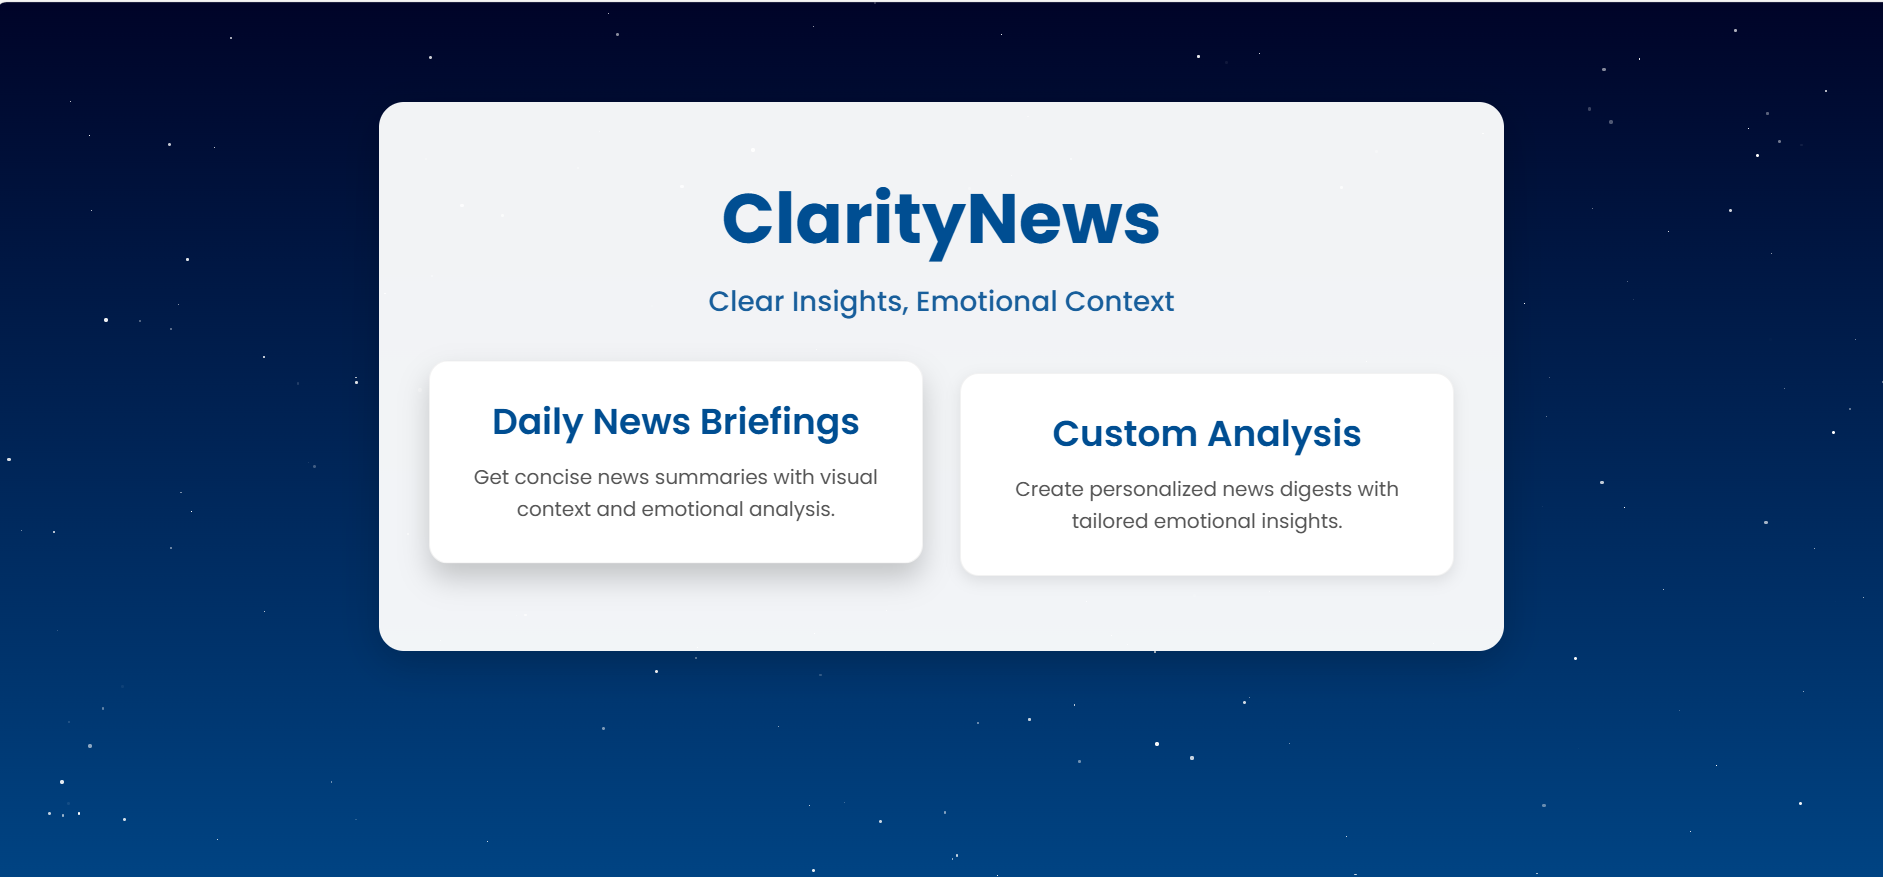 ClarityNews
Clear Insights, Emotional Context
Daily News Briefings
Get concise news summaries with visual
context and emotional analysis.
Custom Analysis
Create personalized news digests with
tailored emotional insights.